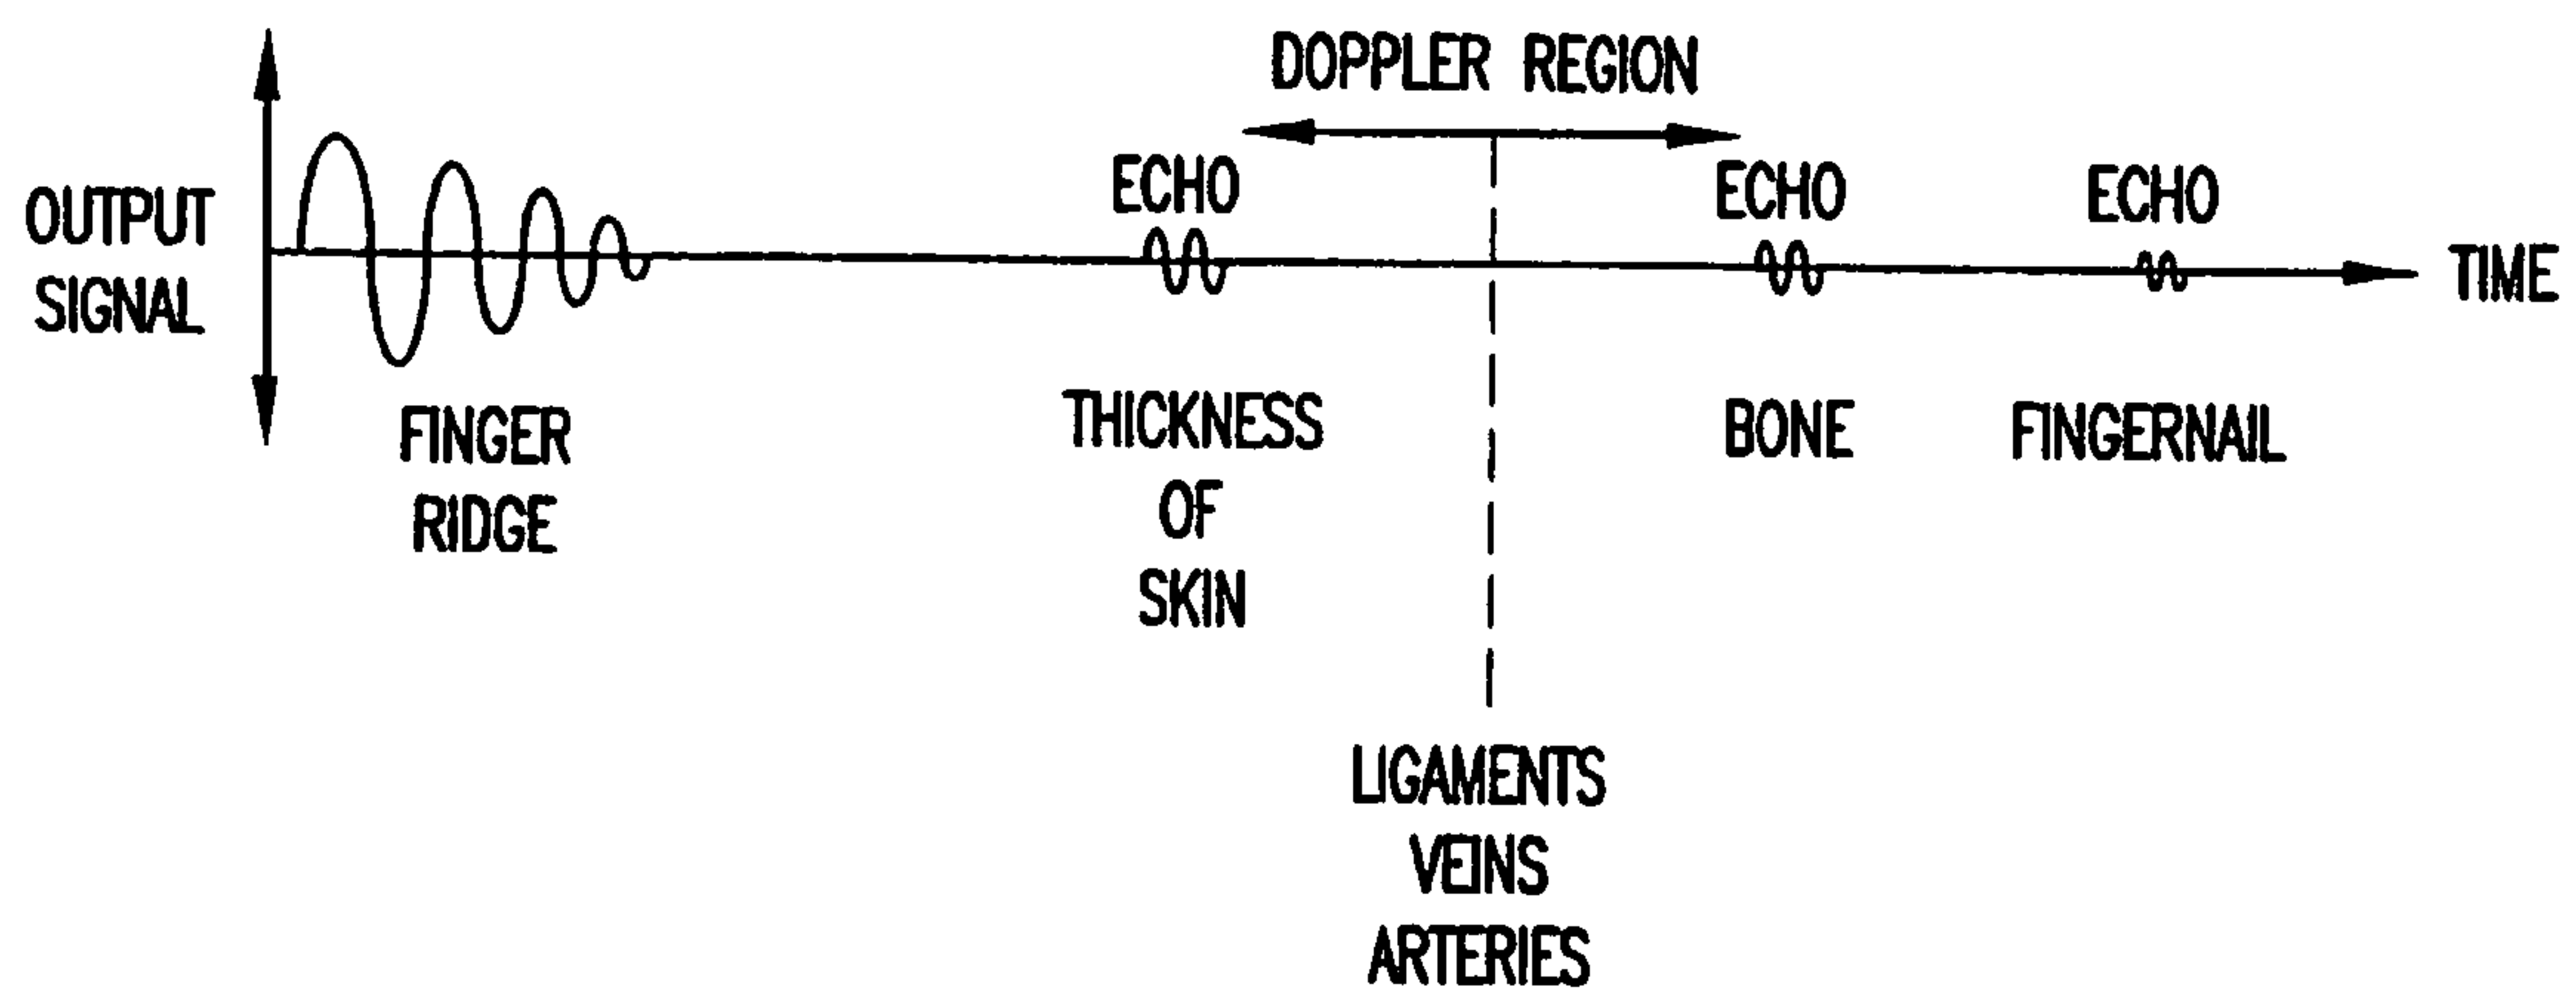 DOPPLER REGION
OUTPUT
SIGNAL
ECHO
ECHO
ECHO
TIME
FINGER
RIDGE
THICKNESS
OF
SKIN
BONE
FINGERNAIL
LIGAMENTS
VEINS
ARTERIES